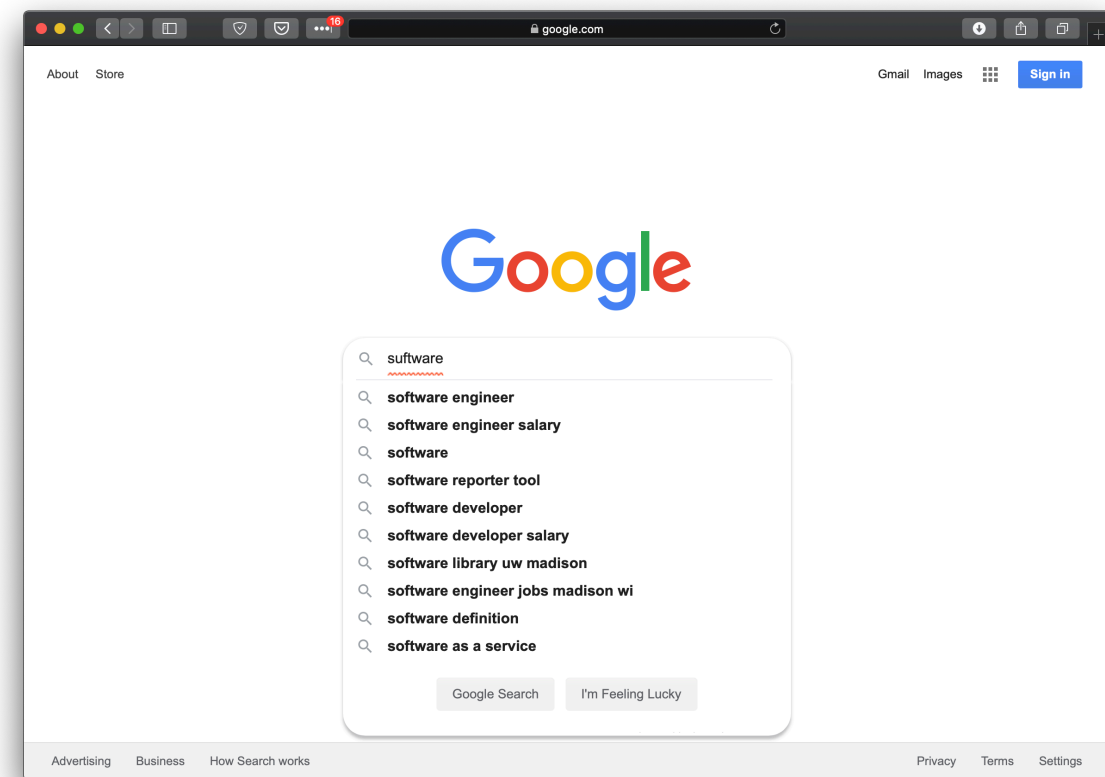 16
google.com
About Store Gmail Images Sign in
Google
suftware
software engineer
software engineer salary
software
software reporter tool
software developer
software developer salary
software library uw madison
software engineer jobs madison wi
software definition
software as a service
Google Search I'm Feeling Lucky
Advertising Business How Search works Privacy Terms Settings